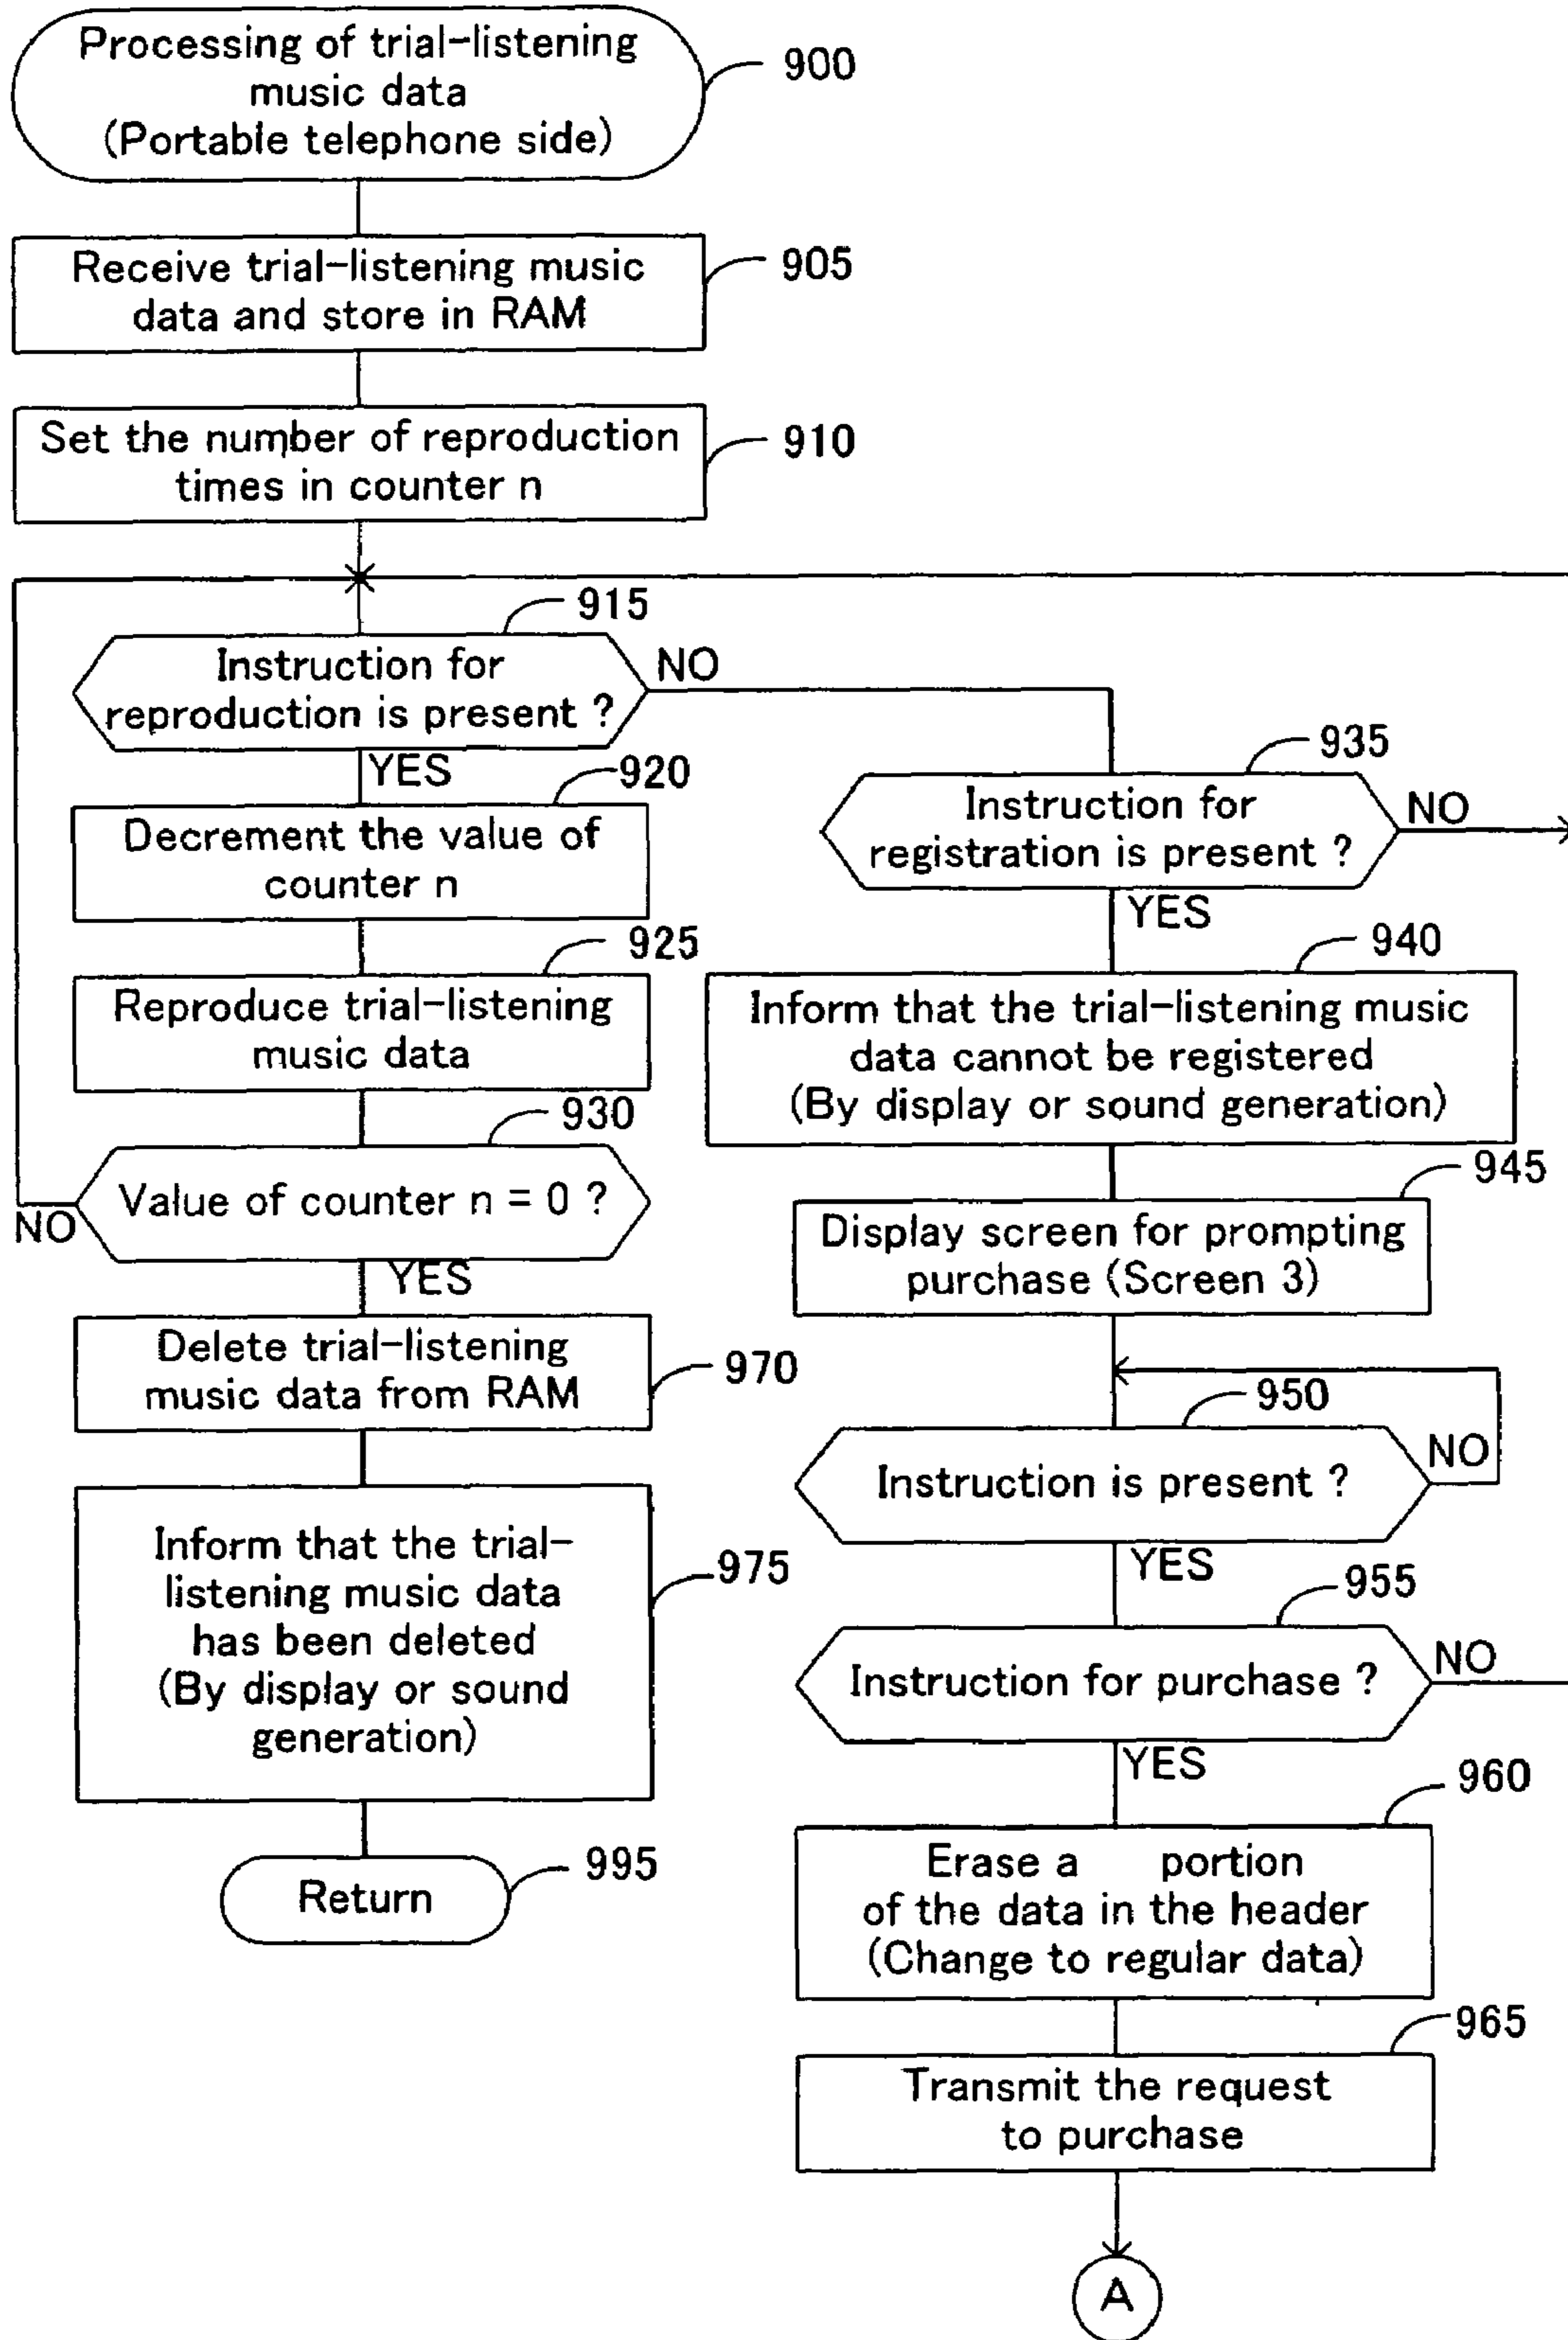 Processing of trial-listening
music data
(Portable telephone side)
900
Receive trial-listening music
data and store in RAM
905
Set the number of reproduction
times in counter n
910
915
Instruction for
reproduction is present ?
NO
YES
920
Decrement the value of
counter n
925
Reproduce trial-listening
music data
930
Value of counter n = 0 ?
NO
YES
Delete trial-listening
music data from RAM
970
Inform that the trial-
listening music data
has been deleted
(By display or sound
generation)
975
Return
995
935
Instruction for
registration is present ?
NO
YES
940
Inform that the trial-listening music
data cannot be registered
(By display or sound generation)
945
Display screen for prompting
purchase (Screen 3)
950
Instruction is present ?
NO
YES
955
Instruction for purchase ?
NO
YES
960
Erase a portion
of the data in the header
(Change to regular data)
965
Transmit the request
to purchase
A